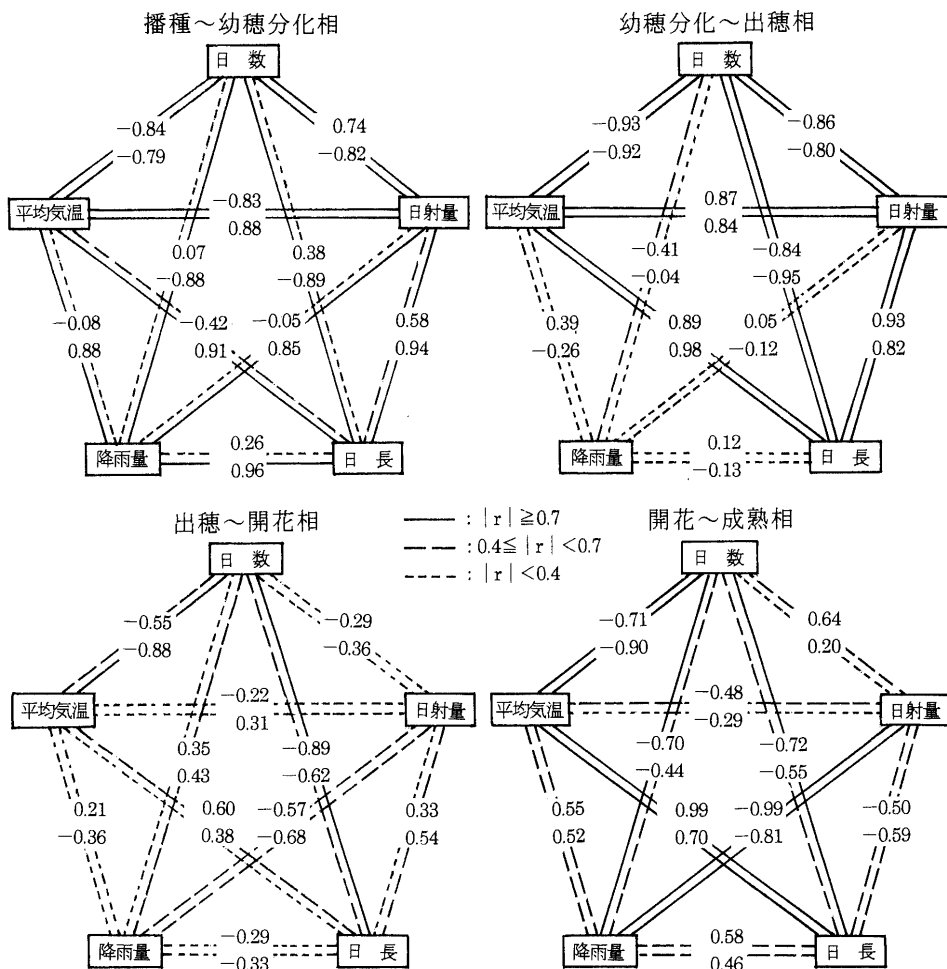 播種～幼穂分化相
日 数
-0.84
-0.79
0.74
-0.82
平均気温
日射量
-0.83
0.88
0.07
-0.88
0.38
-0.89
-0.08
0.88
-0.42
0.91
-0.05
0.85
0.58
0.94
降雨量
日 長
0.26
0.96
幼穂分化～出穂相
日 数
-0.93
-0.92
-0.86
-0.80
平均気温
日射量
0.87
0.84
-0.41
-0.04
-0.84
-0.95
0.39
-0.26
0.89
0.98
0.05
-0.12
0.93
0.82
降雨量
日 長
0.12
-0.13
出穂～開花相
日 数
-0.55
-0.88
-0.29
-0.36
平均気温
日射量
-0.22
0.31
0.35
0.43
-0.89
-0.62
0.21
-0.36
0.60
0.38
-0.57
-0.68
0.33
0.54
降雨量
日 長
-0.29
-0.33
: |r| ≧0.7
: 0.4≦ |r| <0.7
: |r| <0.4
開花～成熟相
日 数
-0.71
-0.90
0.64
0.20
平均気温
日射量
-0.48
-0.29
-0.70
-0.44
-0.72
-0.55
0.55
0.52
0.99
0.70
-0.99
-0.81
-0.50
-0.59
降雨量
日 長
0.58
0.46